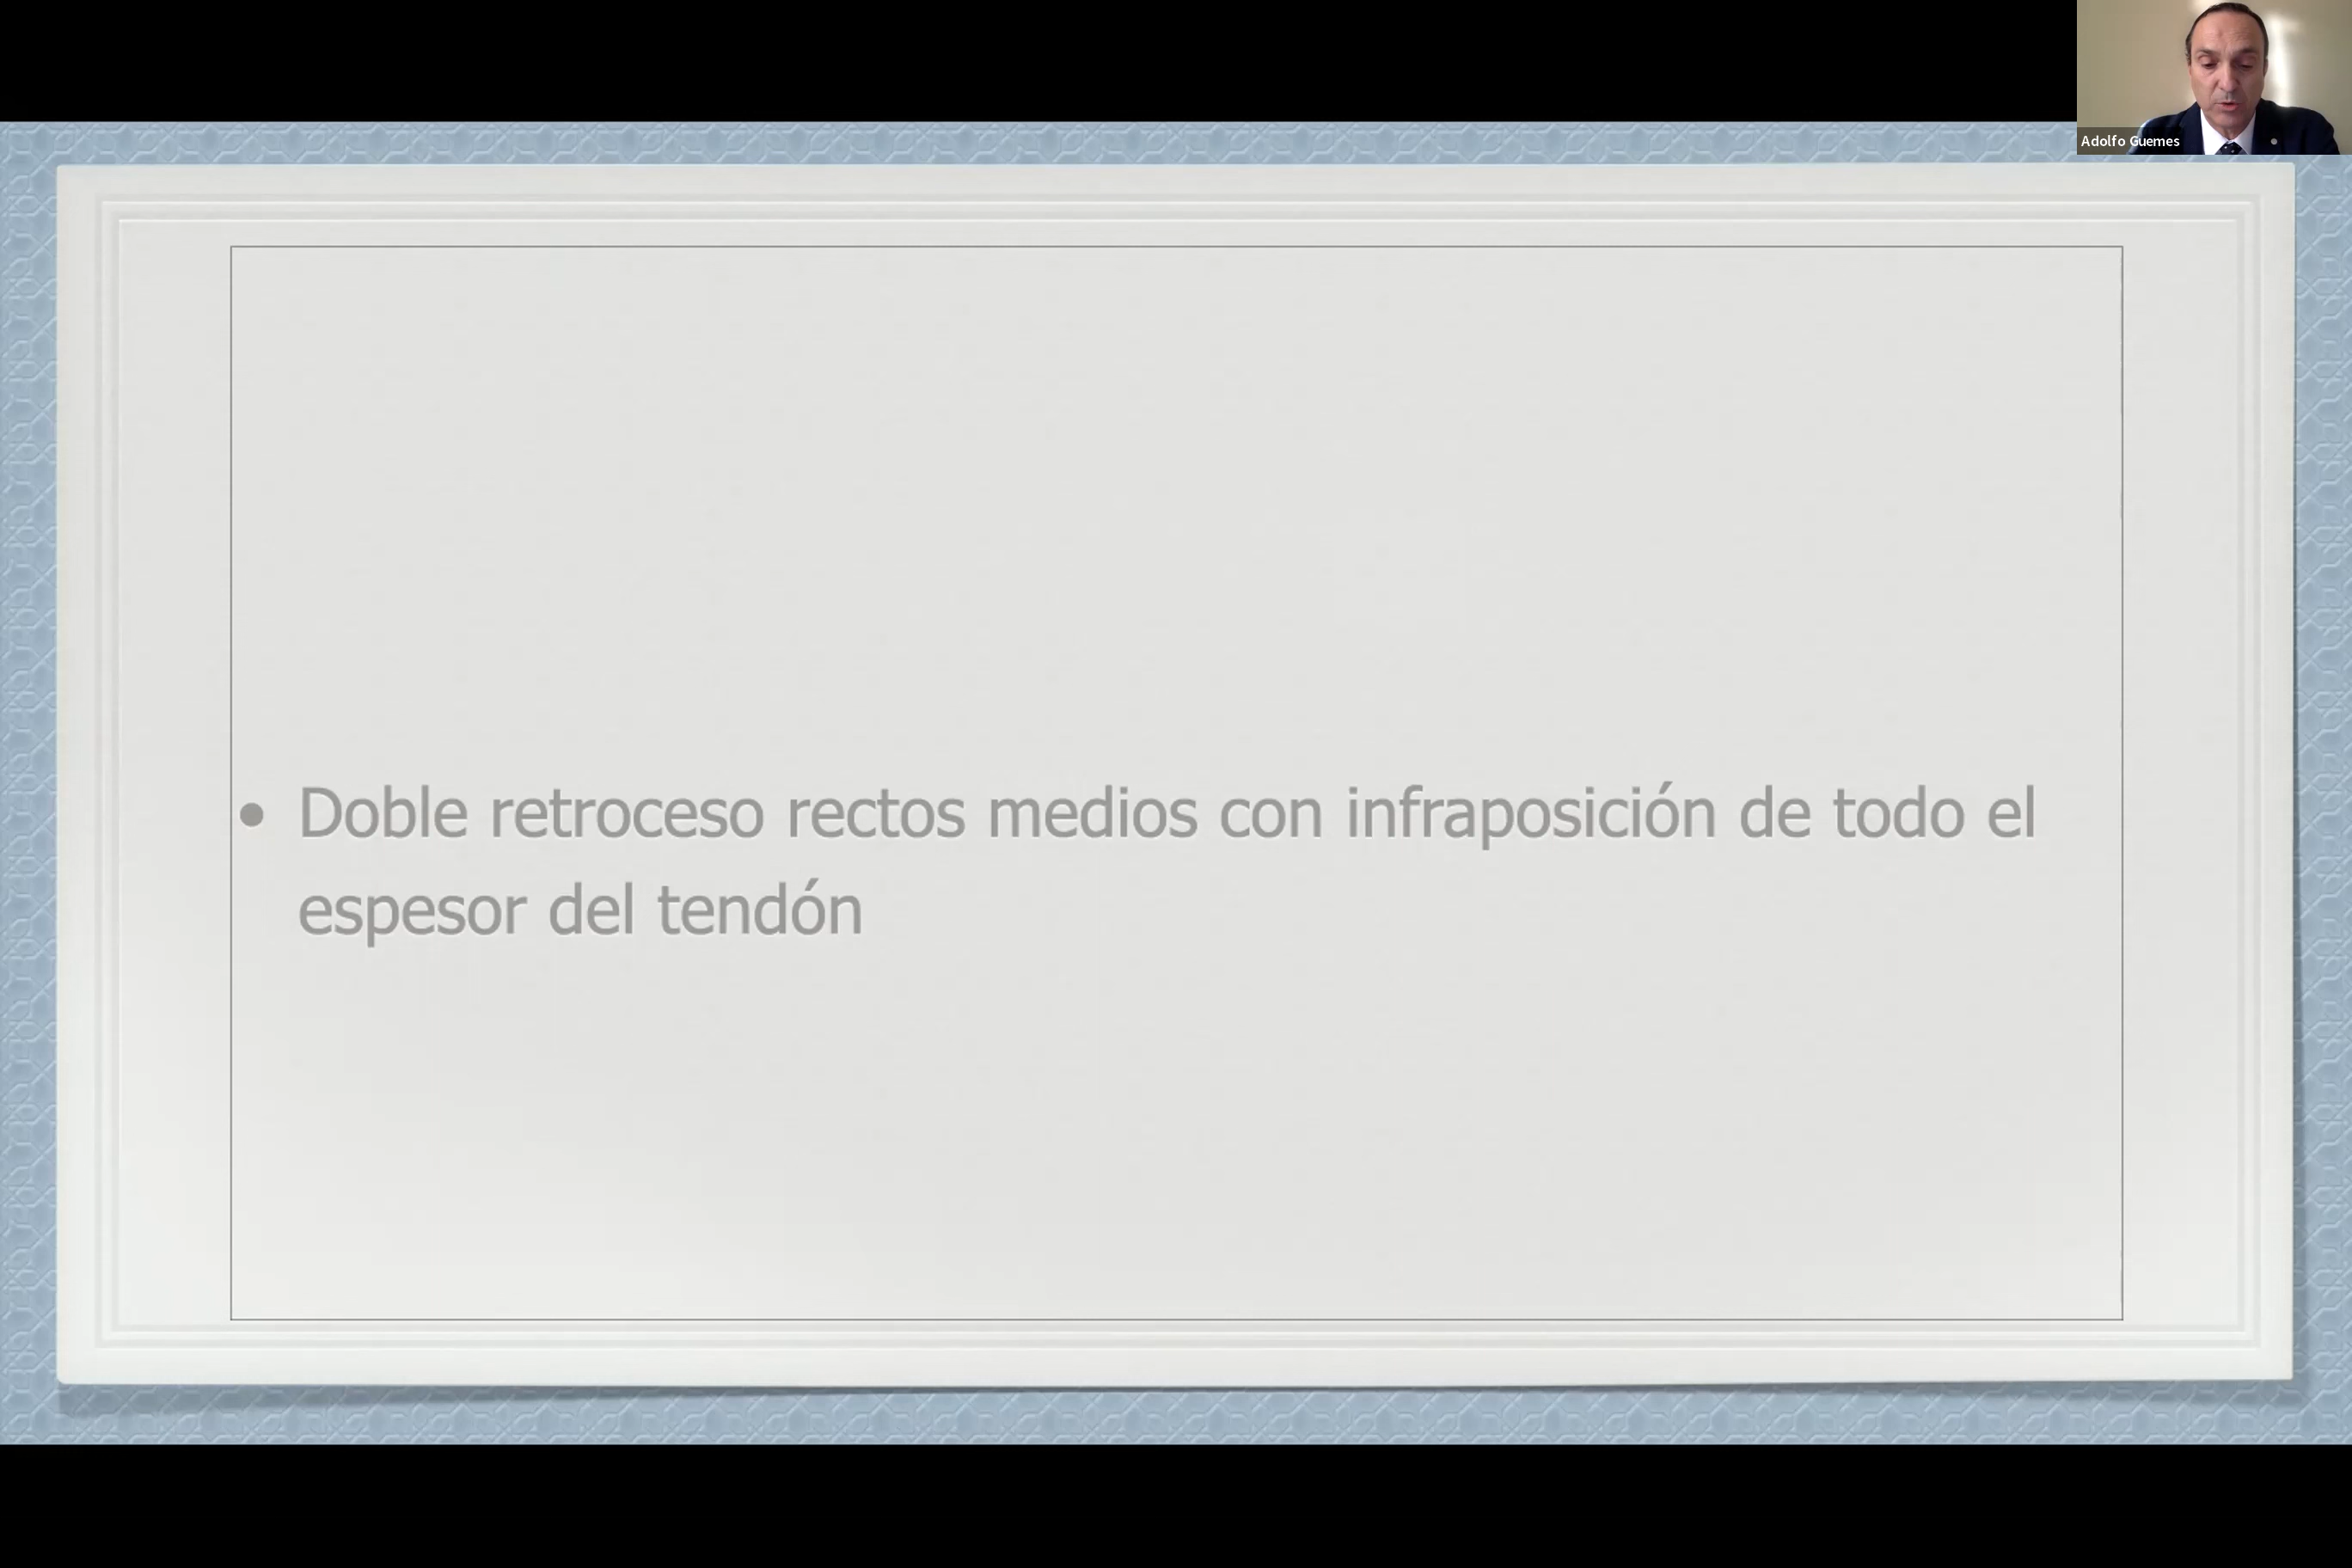 Adolfo Guemes
• Doble retroceso rectos medios con infraposición de todo el
espesor del tendón